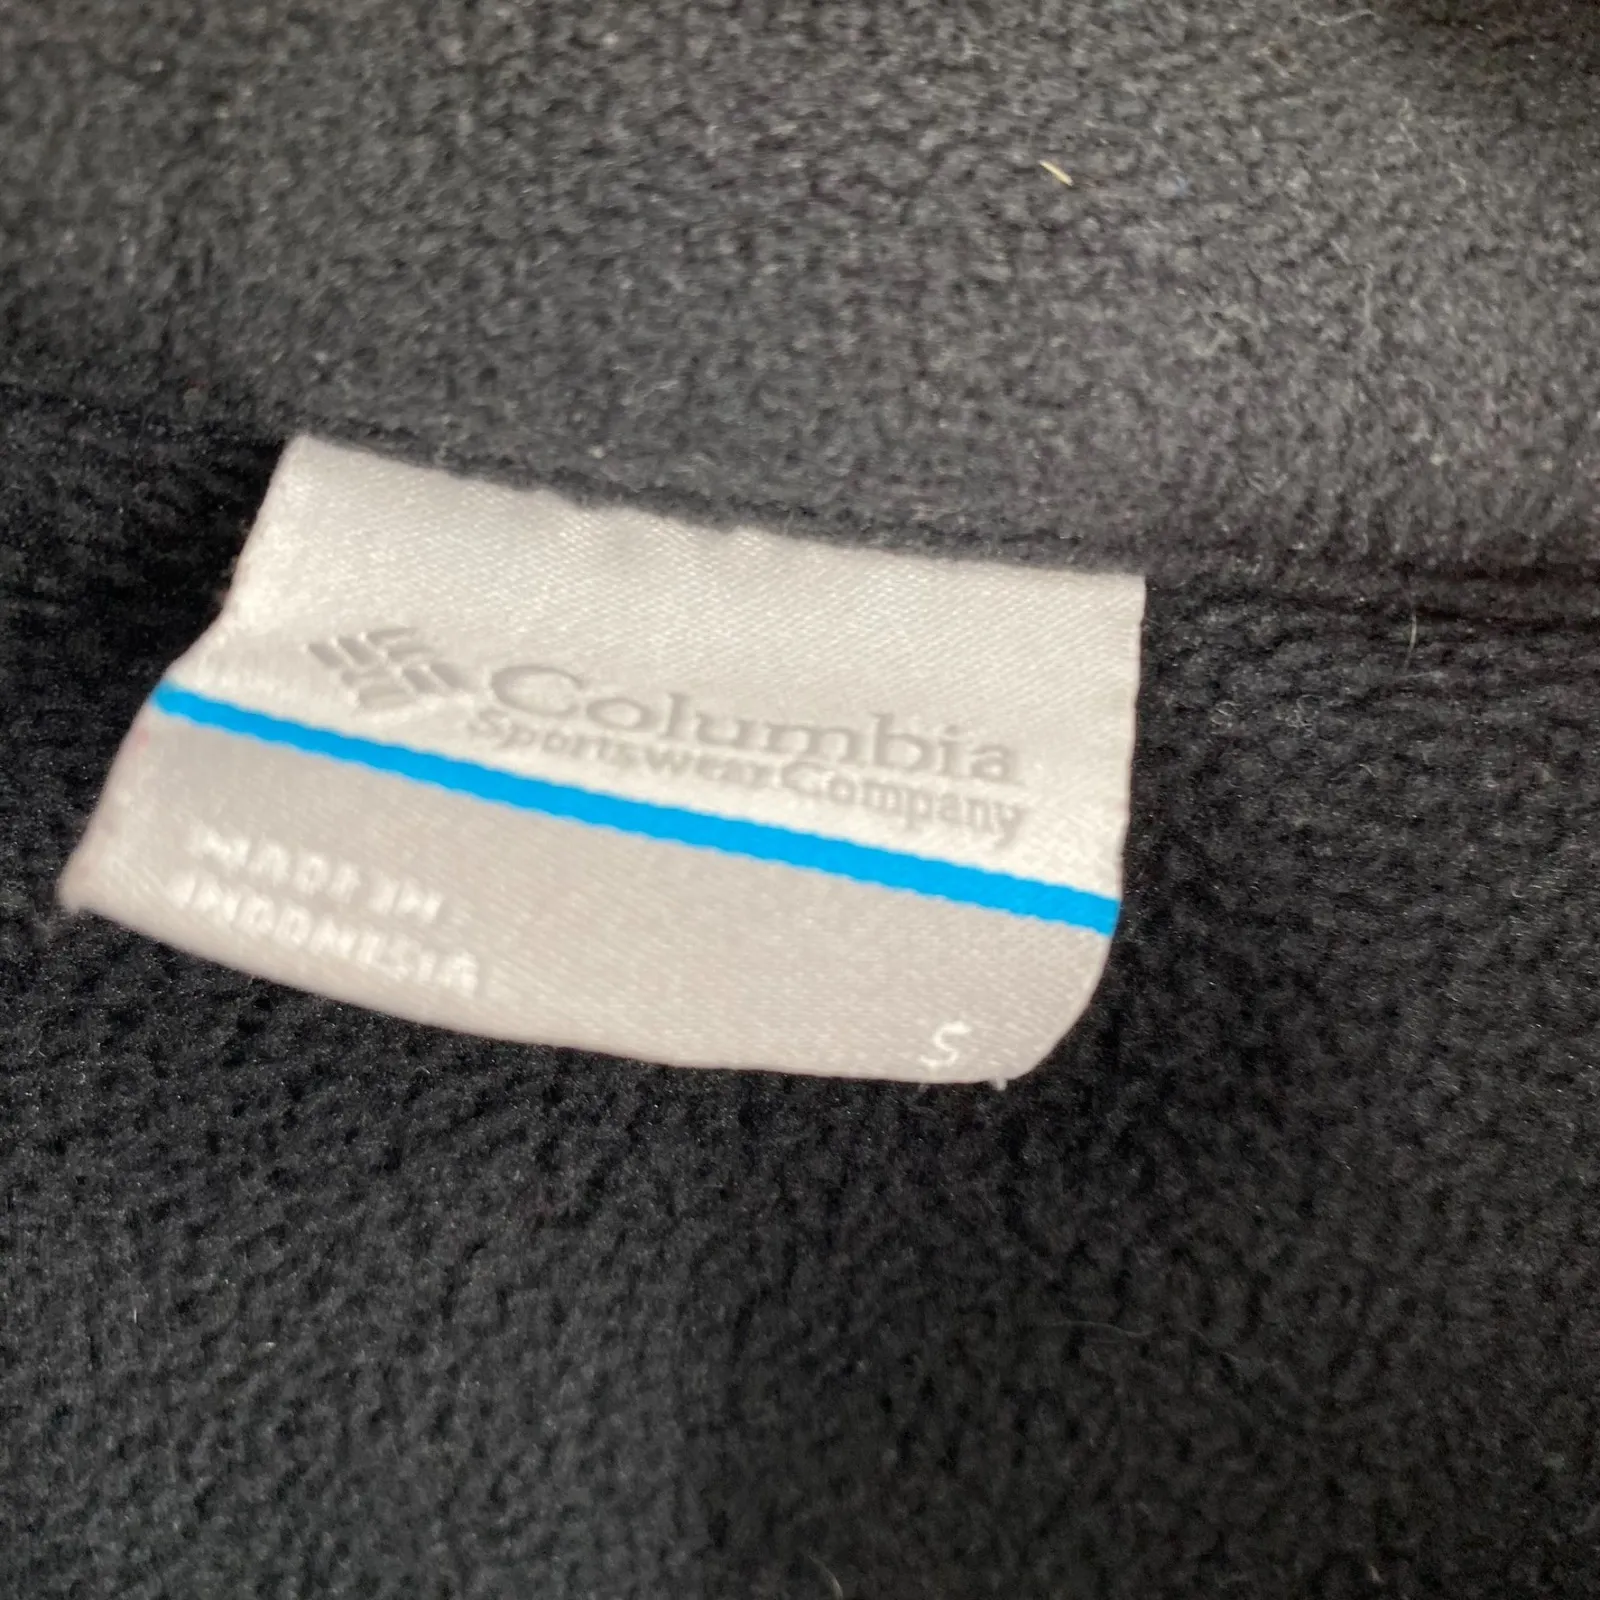 Columbia
Sportswear Company
MADE IN
INDONESIA
S